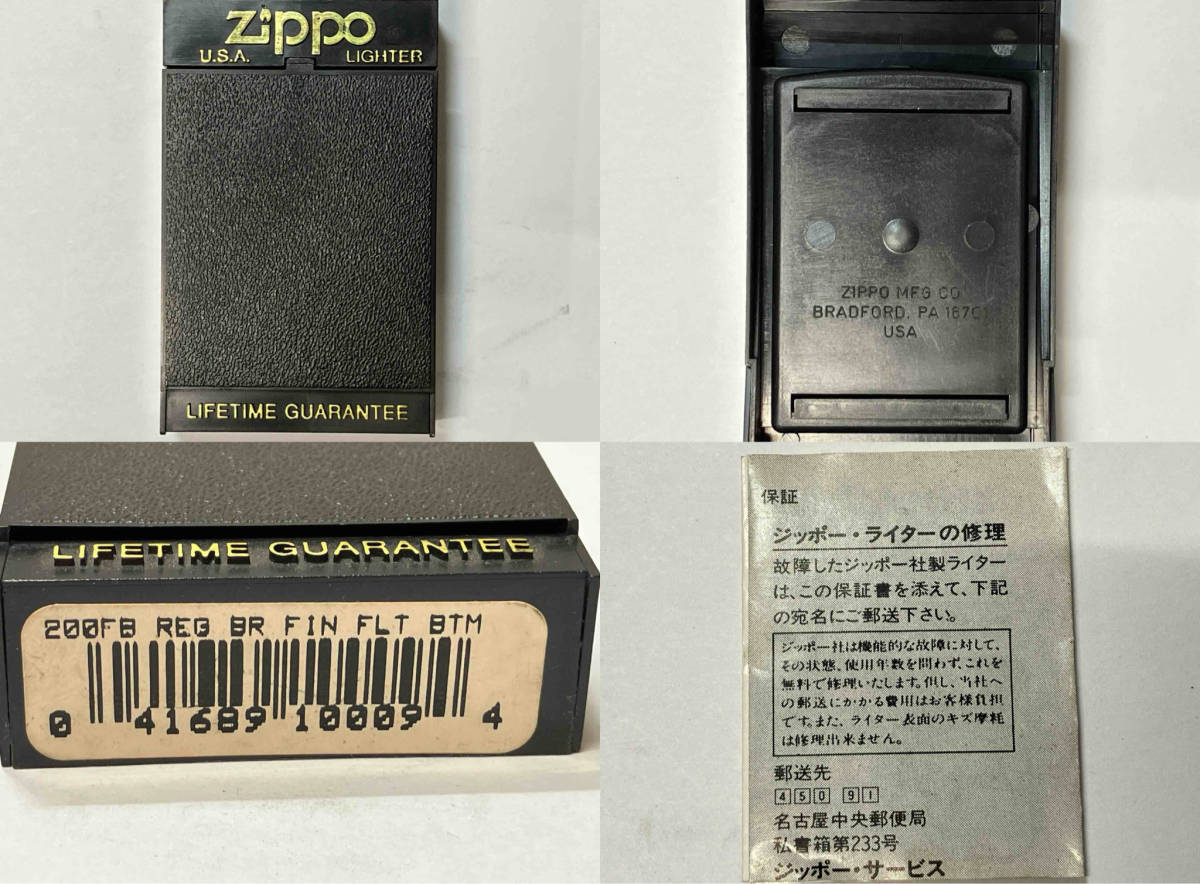 Zippo
U.S.A. LIGHTER
LIFETIME GUARANTEE
ZIPPO MFG CO
BRADFORD, PA 16701
USA
LIFETIME GUARANTEE
200FB REG BR FIN FLT BTM
0 41689 10009 4
保証
ジッポー・ライターの修理
故障したジッポー社製ライター
は、この保証書を添えて、下記
の宛名にご郵送下さい。
ジッポー社は機能的な故障に対して、
その状態、使用年数を問わず、これを
無料で修理いたします。但し、当社へ
の郵送にかかる費用はお客様負担
です。また、ライター表面のキズ摩耗
は修理出来ません。
郵送先
450 91
名古屋中央郵便局
私書箱第233号
ジッポー・サービス